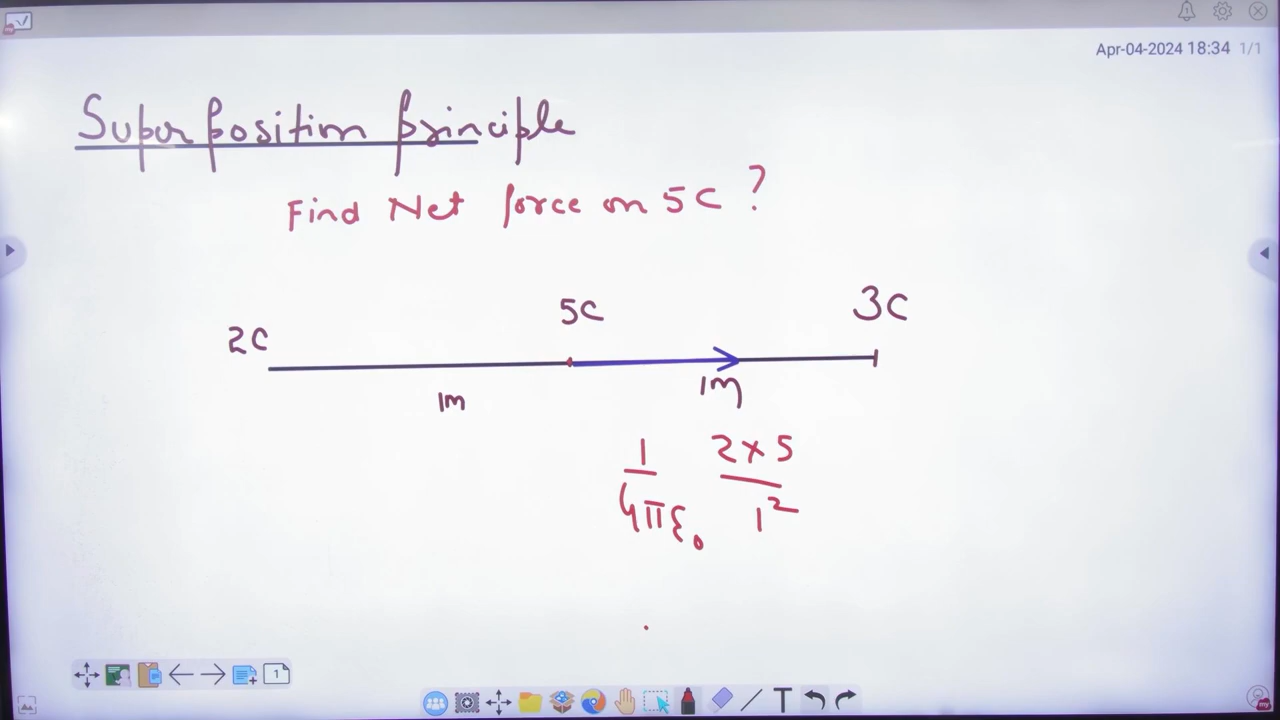 Apr-04-2024 18:34 1/1
Superposition principle
Find Net force on 5C ?
2C 5C 3C
1m 1m
1/4πε₀ 2×5/1²
1
T
my